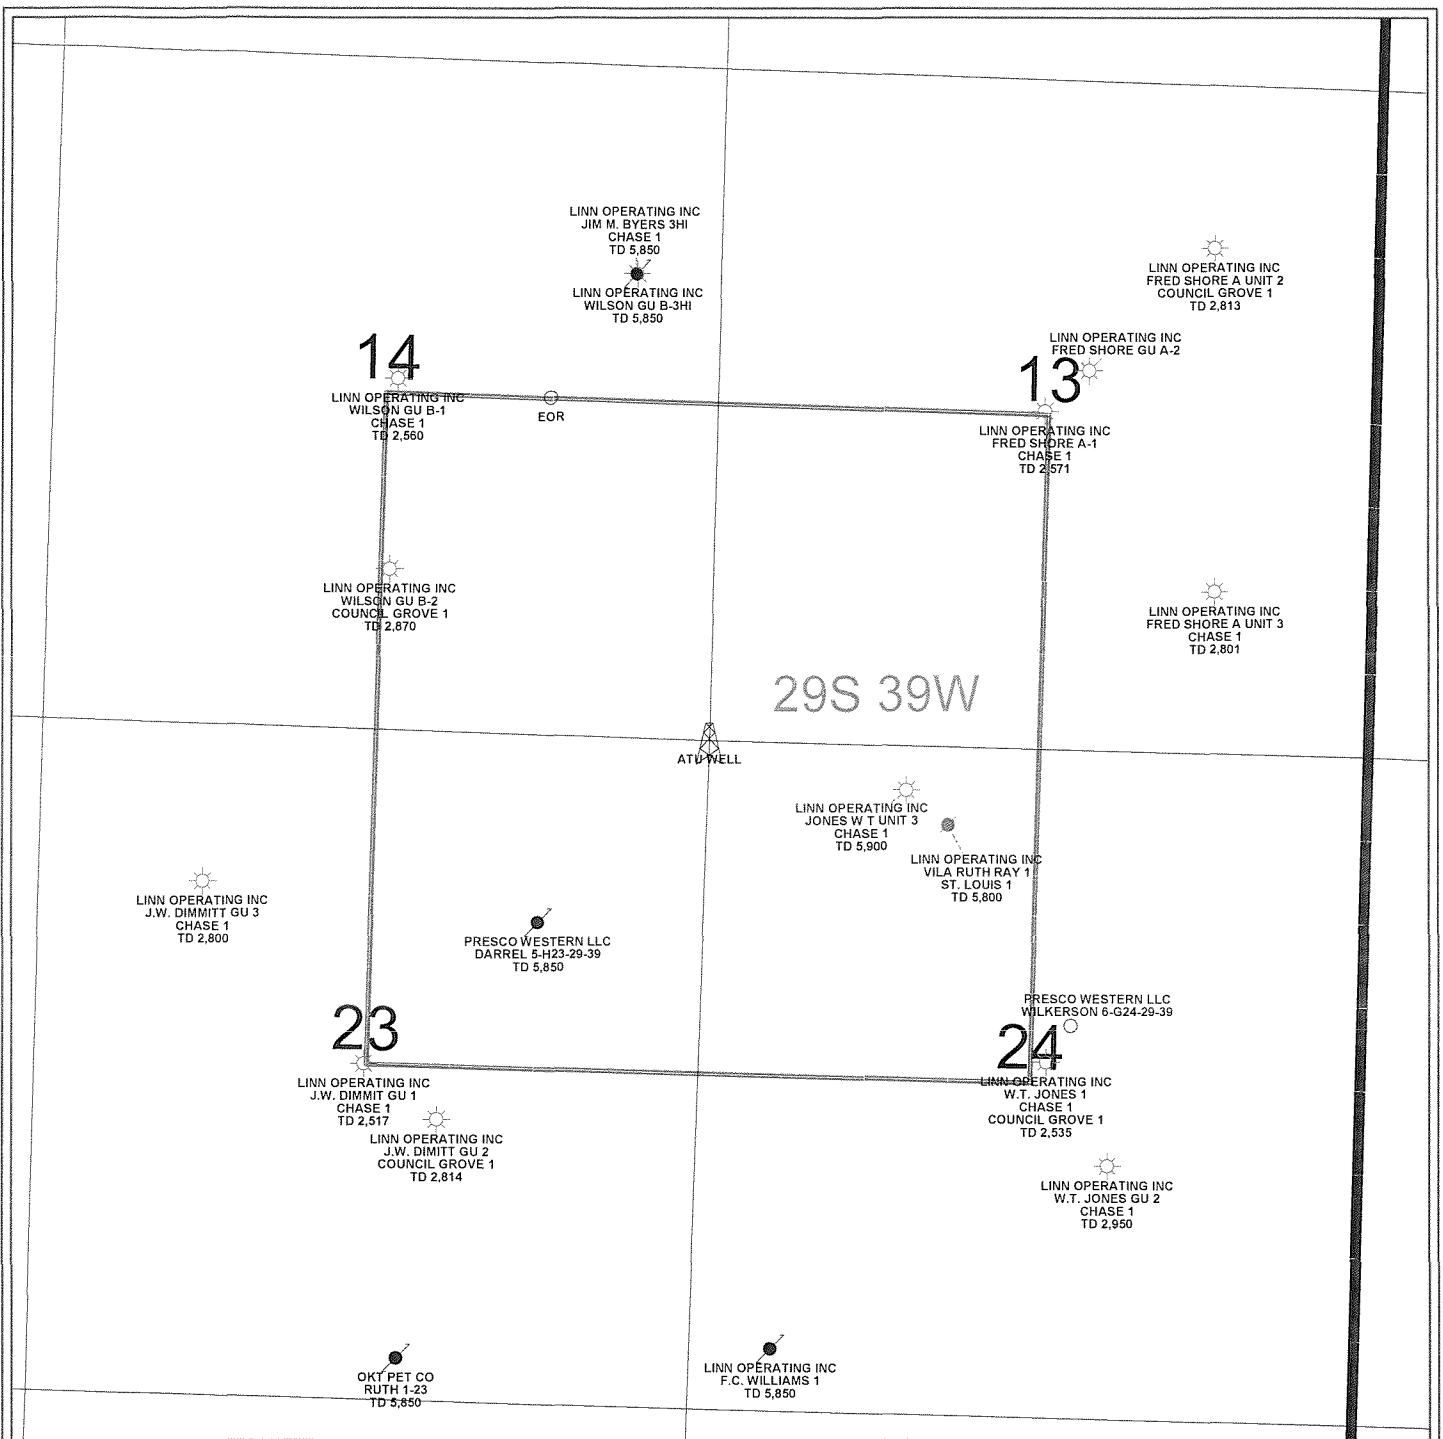 LINN OPERATING INC
JIM M. BYERS 3HI
CHASE 1
TD 5,850
LINN OPERATING INC
WILSON GU B-3HI
TD 5,850
LINN OPERATING INC
FRED SHORE A UNIT 2
COUNCIL GROVE 1
TD 2,813
14
LINN OPERATING INC
WILSON GU B-1
CHASE 1
TD 2,560
EOR
LINN OPERATING INC
FRED SHORE GU A-2
13
LINN OPERATING INC
FRED SHORE A-1
CHASE 1
TD 2,571
LINN OPERATING INC
WILSON GU B-2
COUNCIL GROVE 1
TD 2,870
LINN OPERATING INC
FRED SHORE A UNIT 3
CHASE 1
TD 2,801
29S 39W
ATU WELL
LINN OPERATING INC
JONES W T UNIT 3
CHASE 1
TD 5,900
LINN OPERATING INC
VILA RUTH RAY 1
ST. LOUIS 1
TD 5,800
LINN OPERATING INC
J.W. DIMMITT GU 3
CHASE 1
TD 2,800
PRESCO WESTERN LLC
DARREL 5-H23-29-39
TD 5,850
23
LINN OPERATING INC
J.W. DIMMIT GU 1
CHASE 1
TD 2,517
LINN OPERATING INC
J.W. DIMITT GU 2
COUNCIL GROVE 1
TD 2,814
PRESCO WESTERN LLC
WILKERSON 6-G24-29-39
24
LINN OPERATING INC
W.T. JONES 1
CHASE 1
COUNCIL GROVE 1
TD 2,535
LINN OPERATING INC
W.T. JONES GU 2
CHASE 1
TD 2,950
OKT PET CO
RUTH 1-23
TD 5,850
LINN OPERATING INC
F.C. WILLIAMS 1
TD 5,850